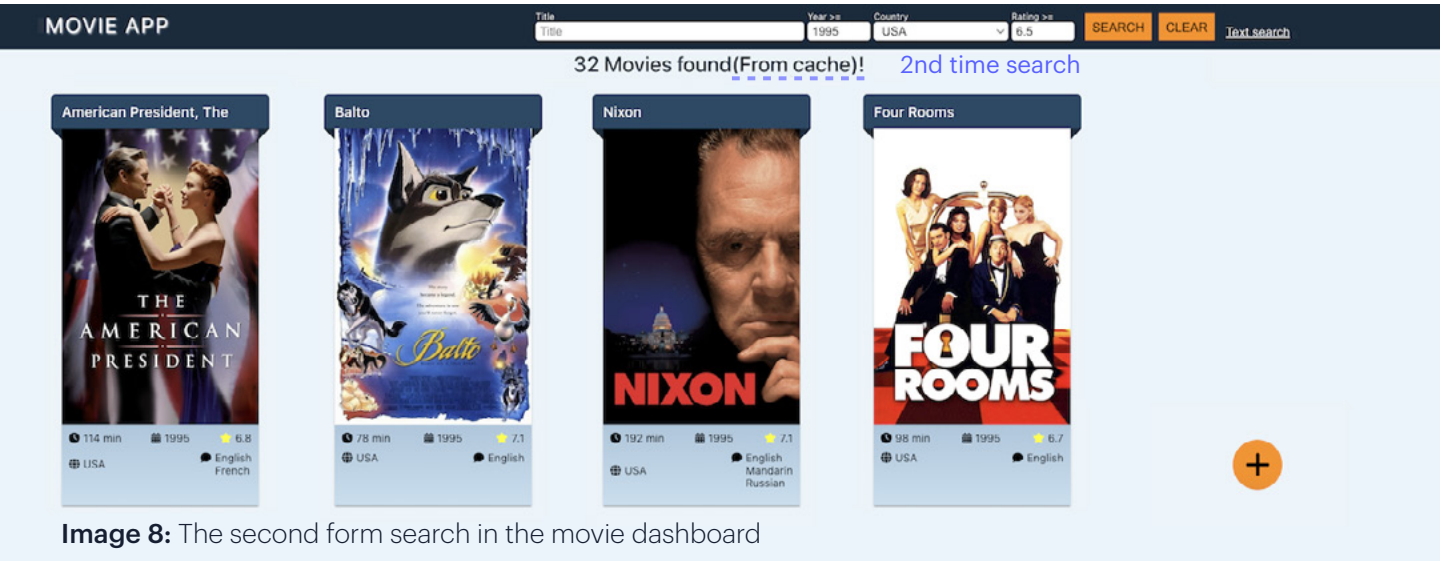 MOVIE APP
Title
Title
Year >=
1995
Country
USA
Rating >=
6.5
SEARCH
CLEAR
Text search
32 Movies found(From cache)!
2nd time search
American President, The
THE
AMERICAN
PRESIDENT
114 min
1995
6.8
USA
English
French
Balto
Balto
78 min
1995
7.1
USA
English
Nixon
NIXON
192 min
1995
7.1
USA
English
Mandarin
Russian
Four Rooms
FOUR
ROOMS
98 min
1995
6.7
USA
English
+
Image 8: The second form search in the movie dashboard